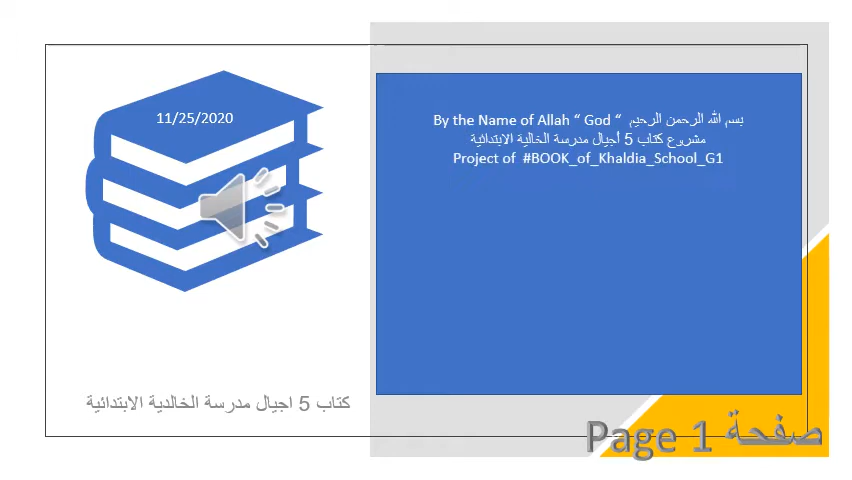 11/25/2020
By the Name of Allah “ God “ بسم الله الرحمن الرحيم
مشروع كتاب 5 أجيال مدرسة الخالية الابتدائية
Project of #BOOK_of_Khaldia_School_G1
كتاب 5 اجيال مدرسة الخالدية الابتدائية
صفحة Page 1